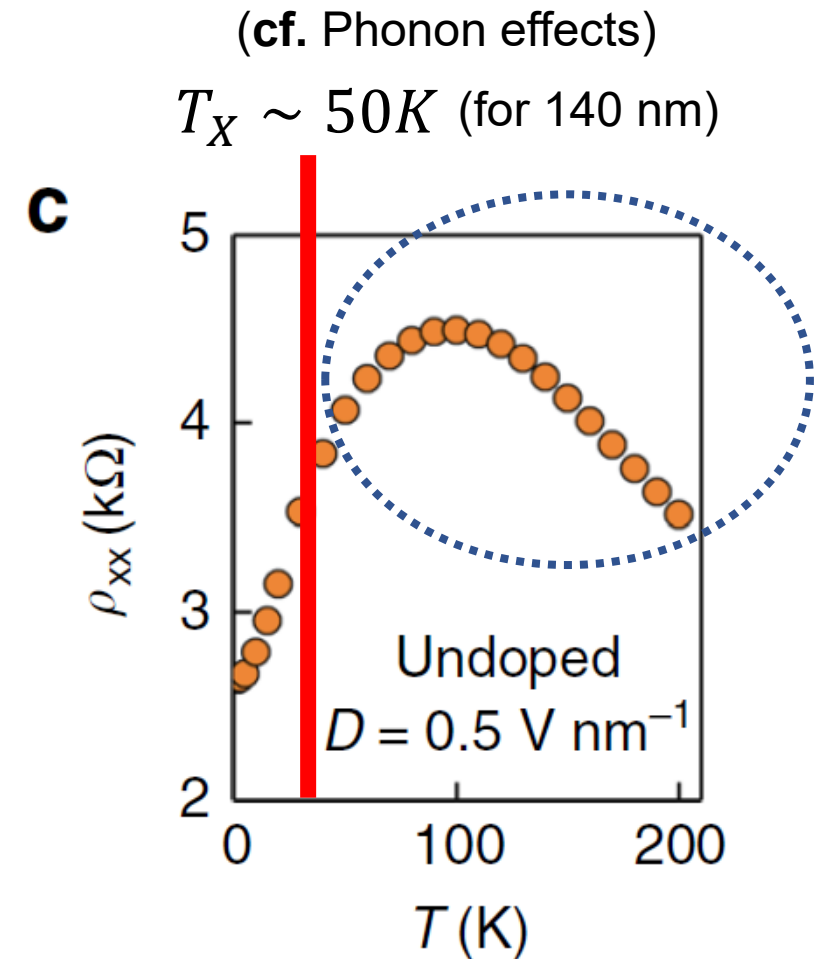 (cf. Phonon effects)
T_X ~ 50K (for 140 nm)
c
5
4
3
2
ρxx (kΩ)
Undoped
D = 0.5 V nm⁻¹
0 100 200
T (K)